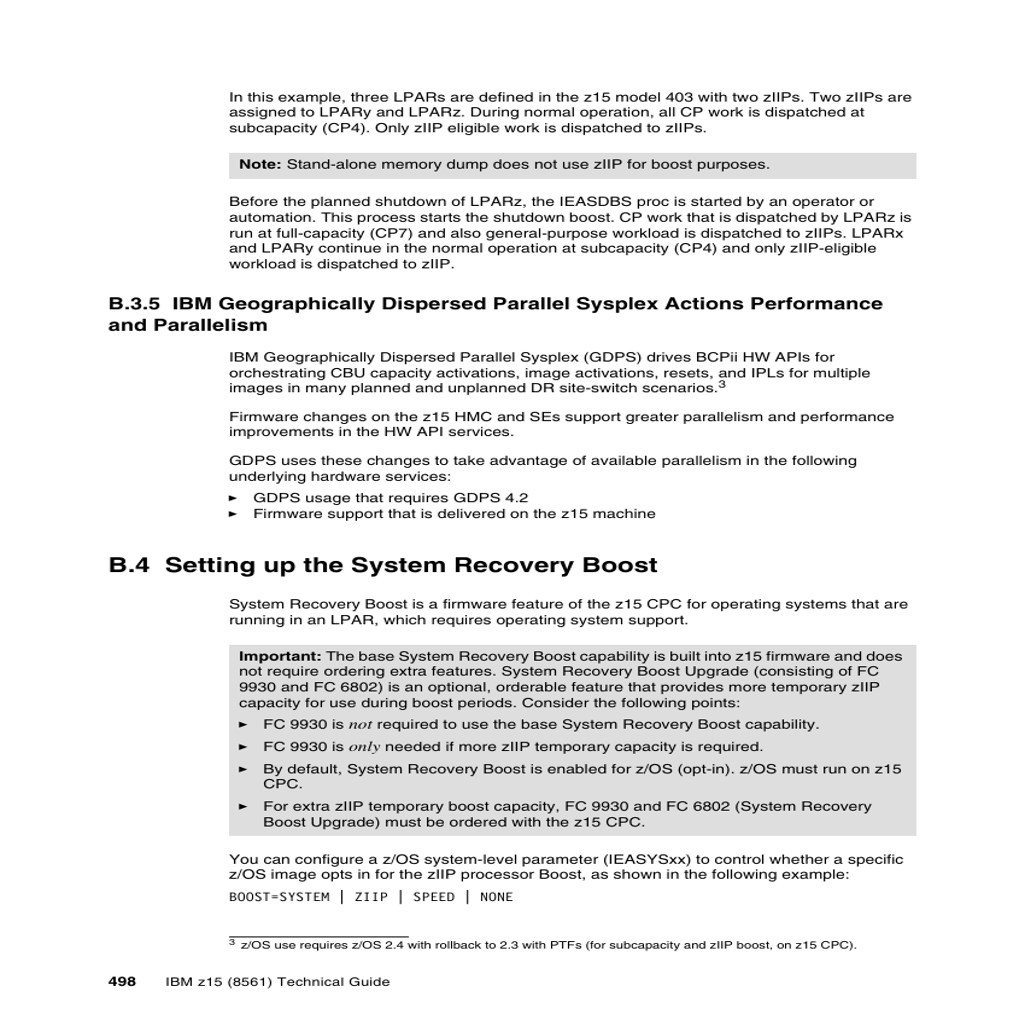 In this example, three LPARs are defined in the z15 model 403 with two zIIPs. Two zIIPs are
assigned to LPARy and LPARz. During normal operation, all CP work is dispatched at
subcapacity (CP4). Only zIIP eligible work is dispatched to zIIPs.
Note: Stand-alone memory dump does not use zIIP for boost purposes.
Before the planned shutdown of LPARz, the IEASDBS proc is started by an operator or
automation. This process starts the shutdown boost. CP work that is dispatched by LPARz is
run at full-capacity (CP7) and also general-purpose workload is dispatched to zIIPs. LPARx
and LPARy continue in the normal operation at subcapacity (CP4) and only zIIP-eligible
workload is dispatched to zIIP.
B.3.5 IBM Geographically Dispersed Parallel Sysplex Actions Performance
and Parallelism
IBM Geographically Dispersed Parallel Sysplex (GDPS) drives BCPii HW APIs for
orchestrating CBU capacity activations, image activations, resets, and IPLs for multiple
images in many planned and unplanned DR site-switch scenarios.3
Firmware changes on the z15 HMC and SEs support greater parallelism and performance
improvements in the HW API services.
GDPS uses these changes to take advantage of available parallelism in the following
underlying hardware services:
► GDPS usage that requires GDPS 4.2
► Firmware support that is delivered on the z15 machine
B.4 Setting up the System Recovery Boost
System Recovery Boost is a firmware feature of the z15 CPC for operating systems that are
running in an LPAR, which requires operating system support.
Important: The base System Recovery Boost capability is built into z15 firmware and does
not require ordering extra features. System Recovery Boost Upgrade (consisting of FC
9930 and FC 6802) is an optional, orderable feature that provides more temporary zIIP
capacity for use during boost periods. Consider the following points:
► FC 9930 is not required to use the base System Recovery Boost capability.
► FC 9930 is only needed if more zIIP temporary capacity is required.
► By default, System Recovery Boost is enabled for z/OS (opt-in). z/OS must run on z15
CPC.
► For extra zIIP temporary boost capacity, FC 9930 and FC 6802 (System Recovery
Boost Upgrade) must be ordered with the z15 CPC.
You can configure a z/OS system-level parameter (IEASYSxx) to control whether a specific
z/OS image opts in for the zIIP processor Boost, as shown in the following example:
BOOST=SYSTEM | ZIIP | SPEED | NONE
3 z/OS use requires z/OS 2.4 with rollback to 2.3 with PTFs (for subcapacity and zIIP boost, on z15 CPC).
498 IBM z15 (8561) Technical Guide